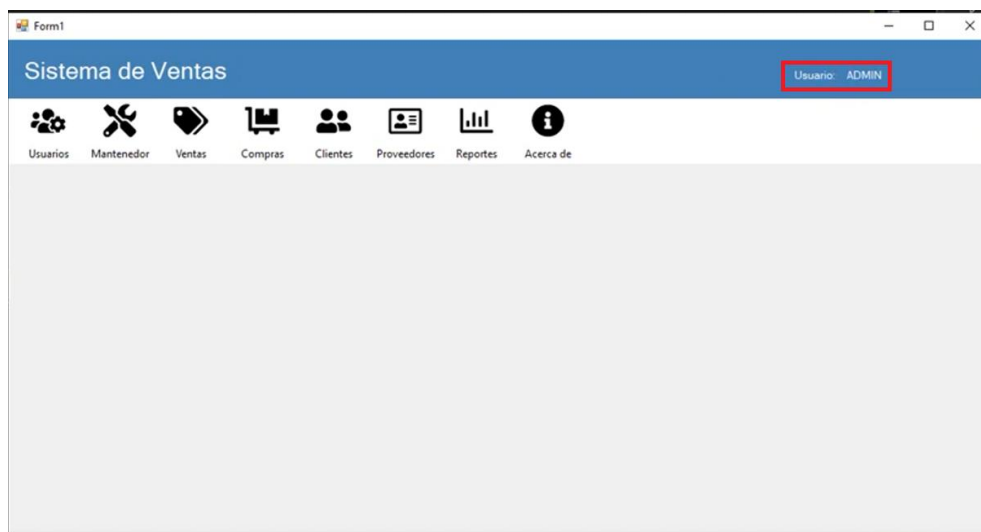 Form1
Sistema de Ventas
Usuario: ADMIN
Usuarios Mantenedor Ventas Compras Clientes Proveedores Reportes Acerca de